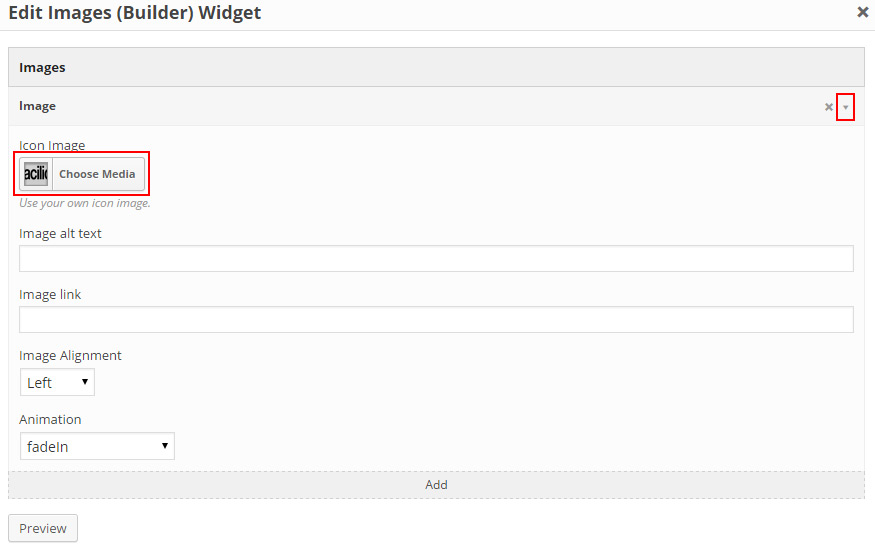 Edit Images (Builder) Widget
Images
Image
Icon Image
Choose Media
Use your own icon image.
Image alt text
Image link
Image Alignment
Left
Animation
fadeIn
Add
Preview